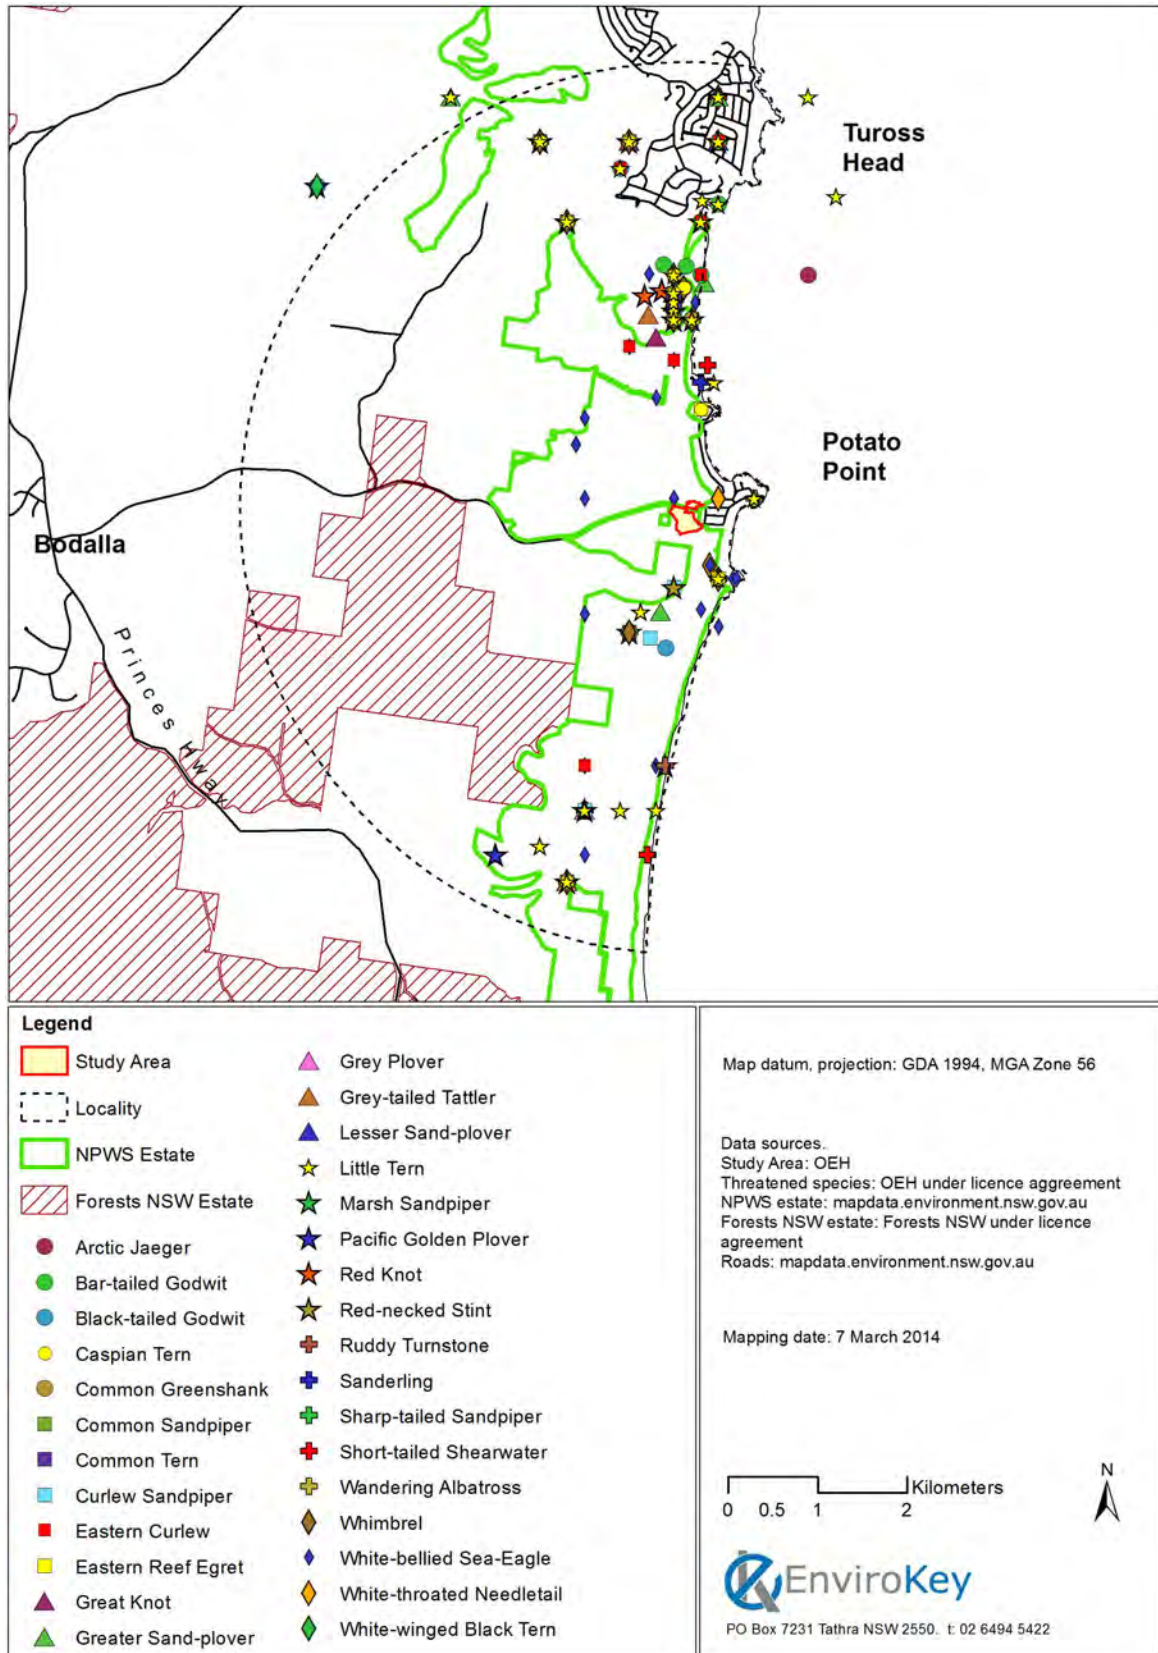 Tuross
Head
Potato
Point
Bodalla
Princes Hway
Legend
Study Area
Locality
NPWS Estate
Forests NSW Estate
Arctic Jaeger
Bar-tailed Godwit
Black-tailed Godwit
Caspian Tern
Common Greenshank
Common Sandpiper
Common Tern
Curlew Sandpiper
Eastern Curlew
Eastern Reef Egret
Great Knot
Greater Sand-plover
Grey Plover
Grey-tailed Tattler
Lesser Sand-plover
Little Tern
Marsh Sandpiper
Pacific Golden Plover
Red Knot
Red-necked Stint
Ruddy Turnstone
Sanderling
Sharp-tailed Sandpiper
Short-tailed Shearwater
Wandering Albatross
Whimbrel
White-bellied Sea-Eagle
White-throated Needletail
White-winged Black Tern
Map datum, projection: GDA 1994, MGA Zone 56
Data sources.
Study Area: OEH
Threatened species: OEH under licence aggreement
NPWS estate: mapdata.environment.nsw.gov.au
Forests NSW estate: Forests NSW under licence
agreement
Roads: mapdata.environment.nsw.gov.au
Mapping date: 7 March 2014
Kilometers
0 0.5 1 2
N
EnviroKey
PO Box 7231 Tathra NSW 2550. t: 02 6494 5422